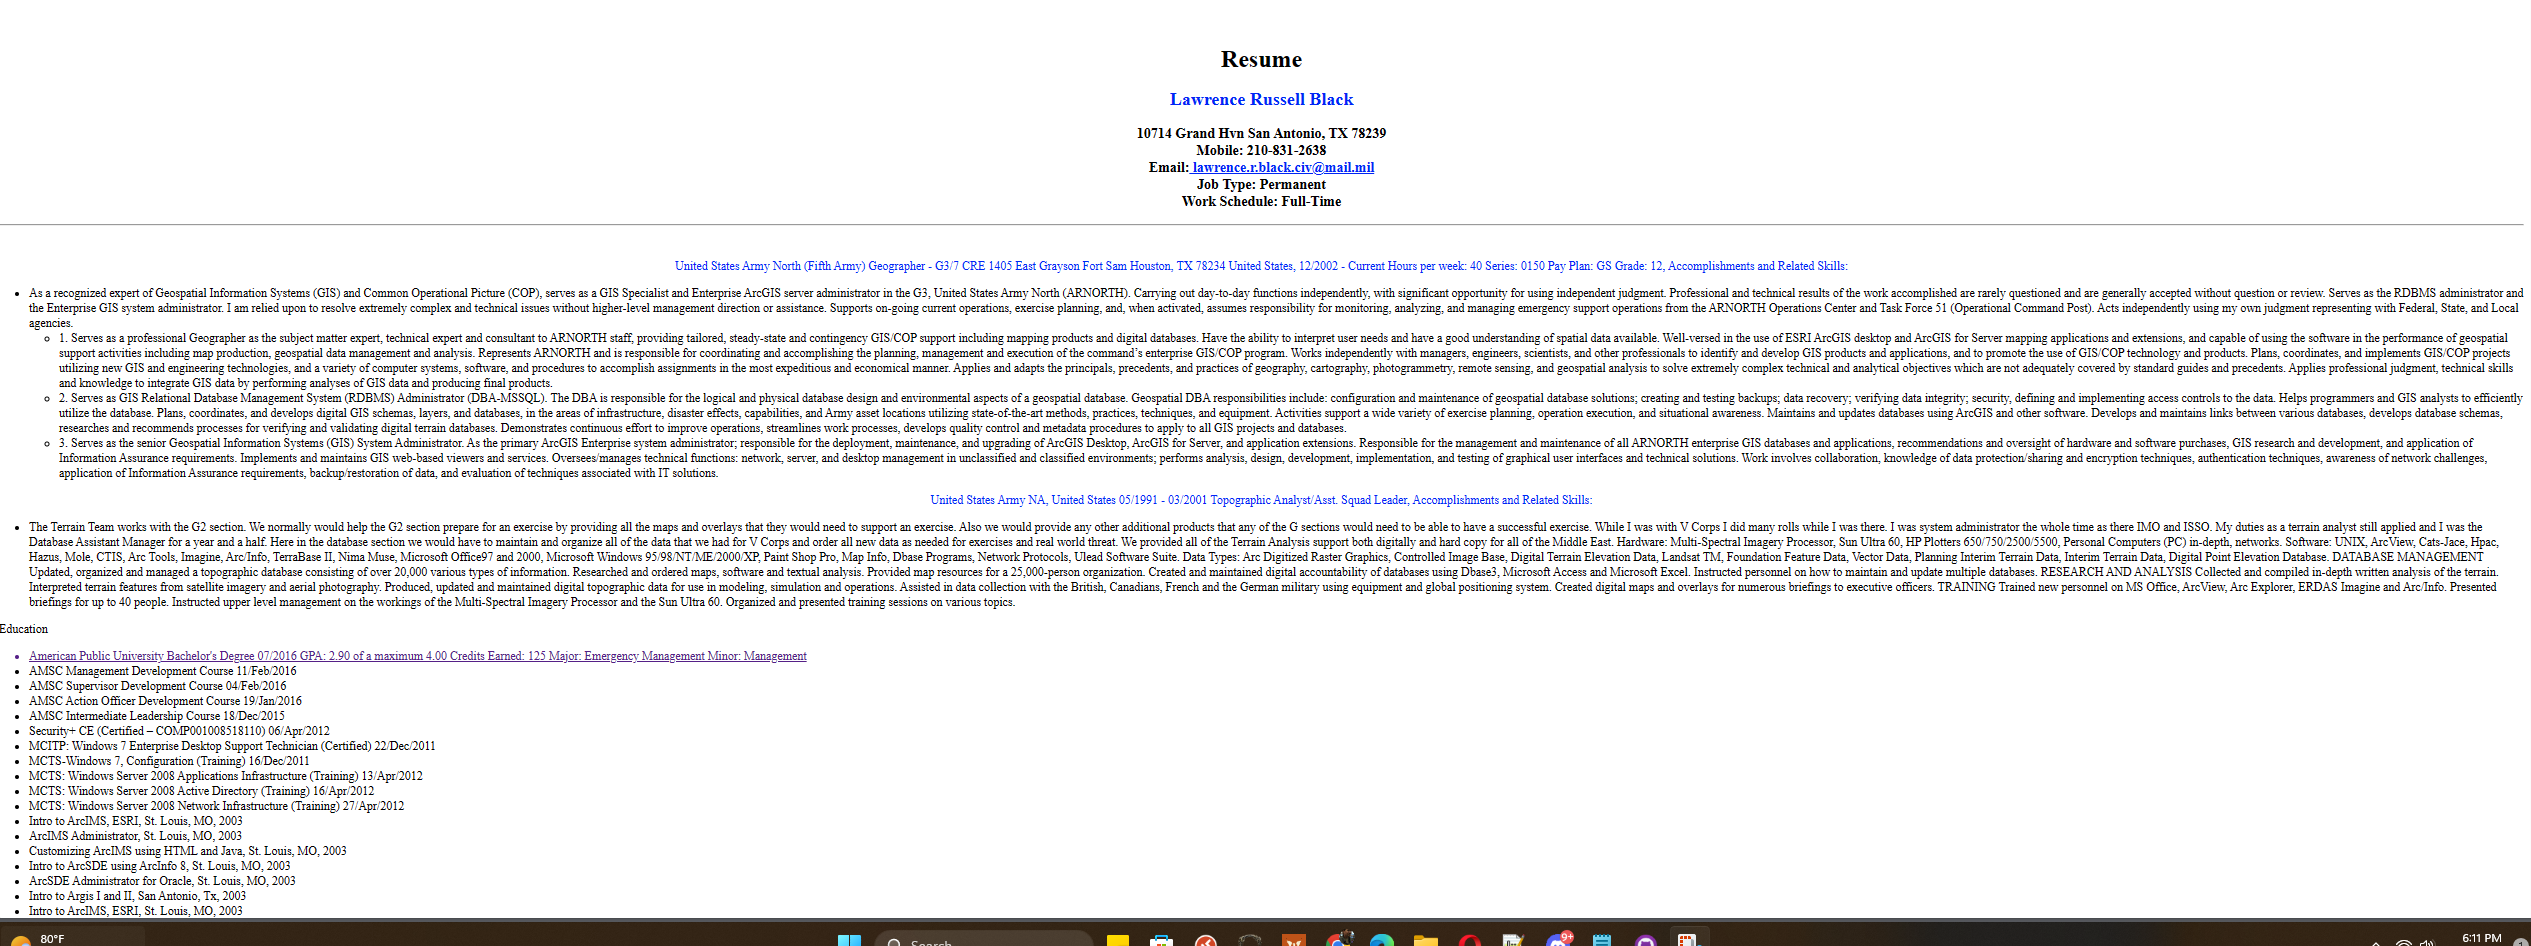 Resume
Lawrence Russell Black
10714 Grand Hvn San Antonio, TX 78239
Mobile: 210-831-2638
Email: lawrence.r.black.civ@mail.mil
Job Type: Permanent
Work Schedule: Full-Time
United States Army North (Fifth Army) Geographer - G3/7 CRE 1405 East Grayson Fort Sam Houston, TX 78234 United States, 12/2002 - Current Hours per week: 40 Series: 0150 Pay Plan: GS Grade: 12, Accomplishments and Related Skills:
As a recognized expert of Geospatial Information Systems (GIS) and Common Operational Picture (COP), serves as a GIS Specialist and Enterprise ArcGIS server administrator in the G3, United States Army North (ARNORTH). Carrying out day-to-day functions independently, with significant opportunity for using independent judgment. Professional and technical results of the work accomplished are rarely questioned and are generally accepted without question or review. Serves as the RDBMS administrator and
the Enterprise GIS system administrator. I am relied upon to resolve extremely complex and technical issues without higher-level management direction or assistance. Supports on-going current operations, exercise planning, and, when activated, assumes responsibility for monitoring, analyzing, and managing emergency support operations from the ARNORTH Operations Center and Task Force 51 (Operational Command Post). Acts independently using my own judgment representing with Federal, State, and Local
agencies.
1. Serves as a professional Geographer as the subject matter expert, technical expert and consultant to ARNORTH staff, providing tailored, steady-state and contingency GIS/COP support including mapping products and digital databases. Have the ability to interpret user needs and have a good understanding of spatial data available. Well-versed in the use of ESRI ArcGIS desktop and ArcGIS for Server mapping applications and extensions, and capable of using the software in the performance of geospatial
support activities including map production, geospatial data management and analysis. Represents ARNORTH and is responsible for coordinating and accomplishing the planning, management and execution of the command's enterprise GIS/COP program. Works independently with managers, engineers, scientists, and other professionals to identify and develop GIS products and applications, and to promote the use of GIS/COP technology and products. Plans, coordinates, and implements GIS/COP projects
utilizing new GIS and engineering technologies, and a variety of computer systems, software, and procedures to accomplish assignments in the most expeditious and economical manner. Applies and adapts the principals, precedents, and practices of geography, cartography, photogrammetry, remote sensing, and geospatial analysis to solve extremely complex technical and analytical objectives which are not adequately covered by standard guides and precedents. Applies professional judgment, technical skills
and knowledge to integrate GIS data by performing analyses of GIS data and producing final products.
2. Serves as GIS Relational Database Management System (RDBMS) Administrator (DBA-MSSQL). The DBA is responsible for the logical and physical database design and environmental aspects of a geospatial database. Geospatial DBA responsibilities include: configuration and maintenance of geospatial database solutions; creating and testing backups; data recovery; verifying data integrity; security, defining and implementing access controls to the data. Helps programmers and GIS analysts to efficiently
utilize the database. Plans, coordinates, and develops digital GIS schemas, layers, and databases, in the areas of infrastructure, disaster effects, capabilities, and Army asset locations utilizing state-of-the-art methods, practices, techniques, and equipment. Activities support a wide variety of exercise planning, operation execution, and situational awareness. Maintains and updates databases using ArcGIS and other software. Develops and maintains links between various databases, develops database schemas,
researches and recommends processes for verifying and validating digital terrain databases. Demonstrates continuous effort to improve operations, streamlines work processes, develops quality control and metadata procedures to apply to all GIS projects and databases.
3. Serves as the senior Geospatial Information Systems (GIS) System Administrator. As the primary ArcGIS Enterprise system administrator; responsible for the deployment, maintenance, and upgrading of ArcGIS Desktop, ArcGIS for Server, and application extensions. Responsible for the management and maintenance of all ARNORTH enterprise GIS databases and applications, recommendations and oversight of hardware and software purchases, GIS research and development, and application of
Information Assurance requirements. Implements and maintains GIS web-based viewers and services. Oversees/manages technical functions: network, server, and desktop management in unclassified and classified environments; performs analysis, design, development, implementation, and testing of graphical user interfaces and technical solutions. Work involves collaboration, knowledge of data protection/sharing and encryption techniques, authentication techniques, awareness of network challenges,
application of Information Assurance requirements, backup/restoration of data, and evaluation of techniques associated with IT solutions.
United States Army NA, United States 05/1991 - 03/2001 Topographic Analyst/Asst. Squad Leader, Accomplishments and Related Skills:
The Terrain Team works with the G2 section. We normally would help the G2 section prepare for an exercise by providing all the maps and overlays that they would need to support an exercise. Also we would provide any other additional products that any of the G sections would need to be able to have a successful exercise. While I was with V Corps I did many rolls while I was there. I was system administrator the whole time as there IMO and ISSO. My duties as a terrain analyst still applied and I was the
Database Assistant Manager for a year and a half. Here in the database section we would have to maintain and organize all of the data that we had for V Corps and order all new data as needed for exercises and real world threat. We provided all of the Terrain Analysis support both digitally and hard copy for all of the Middle East. Hardware: Multi-Spectral Imagery Processor, Sun Ultra 60, HP Plotters 650/750/2500/5500, Personal Computers (PC) in-depth, networks. Software: UNIX, ArcView, Cats-Jace, Hpac,
Hazus, Mole, CTIS, Arc Tools, Imagine, Arc/Info, TerraBase II, Nima Muse, Microsoft Office97 and 2000, Microsoft Windows 95/98/NT/ME/2000/XP, Paint Shop Pro, Map Info, Dbase Programs, Network Protocols, Ulead Software Suite. Data Types: Arc Digitized Raster Graphics, Controlled Image Base, Digital Terrain Elevation Data, Landsat TM, Foundation Feature Data, Vector Data, Planning Interim Terrain Data, Interim Terrain Data, Digital Point Elevation Database. DATABASE MANAGEMENT
Updated, organized and managed a topographic database consisting of over 20,000 various types of information. Researched and ordered maps, software and textual analysis. Provided map resources for a 25,000-person organization. Created and maintained digital accountability of databases using Dbase3, Microsoft Access and Microsoft Excel. Instructed personnel on how to maintain and update multiple databases. RESEARCH AND ANALYSIS Collected and compiled in-depth written analysis of the terrain.
Interpreted terrain features from satellite imagery and aerial photography. Produced, updated and maintained digital topographic data for use in modeling, simulation and operations. Assisted in data collection with the British, Canadians, French and the German military using equipment and global positioning system. Created digital maps and overlays for numerous briefings to executive officers. TRAINING Trained new personnel on MS Office, ArcView, Arc Explorer, ERDAS Imagine and Arc/Info. Presented
briefings for up to 40 people. Instructed upper level management on the workings of the Multi-Spectral Imagery Processor and the Sun Ultra 60. Organized and presented training sessions on various topics.
Education
American Public University Bachelor's Degree 07/2016 GPA: 2.90 of a maximum 4.00 Credits Earned: 125 Major: Emergency Management Minor: Management
AMSC Management Development Course 11/Feb/2016
AMSC Supervisor Development Course 04/Feb/2016
AMSC Action Officer Development Course 19/Jan/2016
AMSC Intermediate Leadership Course 18/Dec/2015
Security+ CE (Certified – COMP001008518110) 06/Apr/2012
MCITP: Windows 7 Enterprise Desktop Support Technician (Certified) 22/Dec/2011
MCTS-Windows 7, Configuration (Training) 16/Dec/2011
MCTS: Windows Server 2008 Applications Infrastructure (Training) 13/Apr/2012
MCTS: Windows Server 2008 Active Directory (Training) 16/Apr/2012
MCTS: Windows Server 2008 Network Infrastructure (Training) 27/Apr/2012
Intro to ArcIMS, ESRI, St. Louis, MO, 2003
ArcIMS Administrator, St. Louis, MO, 2003
Customizing ArcIMS using HTML and Java, St. Louis, MO, 2003
Intro to ArcSDE using ArcInfo 8, St. Louis, MO, 2003
ArcSDE Administrator for Oracle, St. Louis, MO, 2003
Intro to Argis I and II, San Antonio, Tx, 2003
Intro to ArcIMS, ESRI, St. Louis, MO, 2003
80°F
Search
9+
6:11 PM